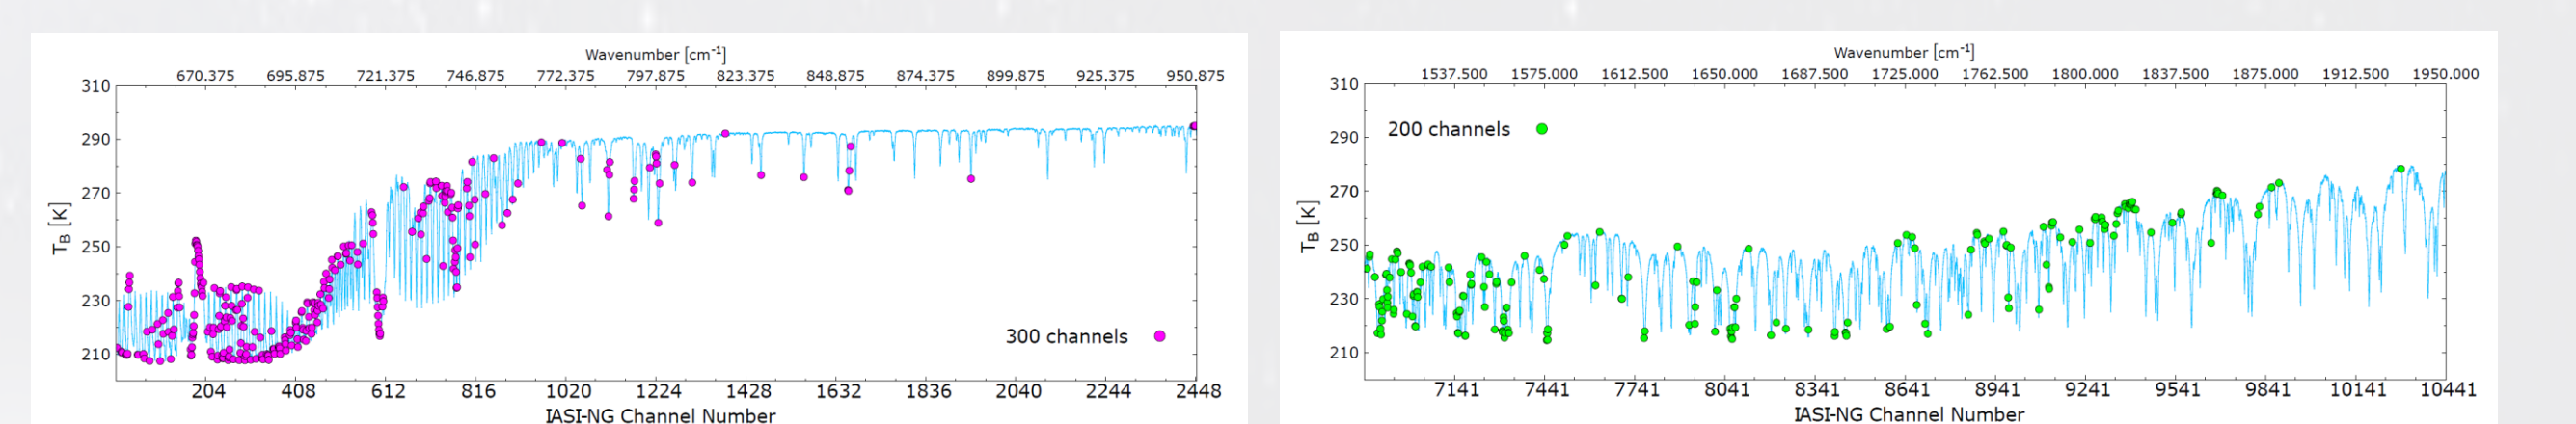 Wavenumber [cm-1]
670.375 695.875 721.375 746.875 772.375 797.875 823.375 848.875 874.375 899.875 925.375 950.875
310
290
270
250
230
210
TB [K]
300 channels
204 408 612 816 1020 1224 1428 1632 1836 2040 2244 2448
IASI-NG Channel Number
Wavenumber [cm-1]
1537.500 1575.000 1612.500 1650.000 1687.500 1725.000 1762.500 1800.000 1837.500 1875.000 1912.500 1950.000
310
290
270
250
230
210
TB [K]
200 channels
7141 7441 7741 8041 8341 8641 8941 9241 9541 9841 10141 10441
IASI-NG Channel Number